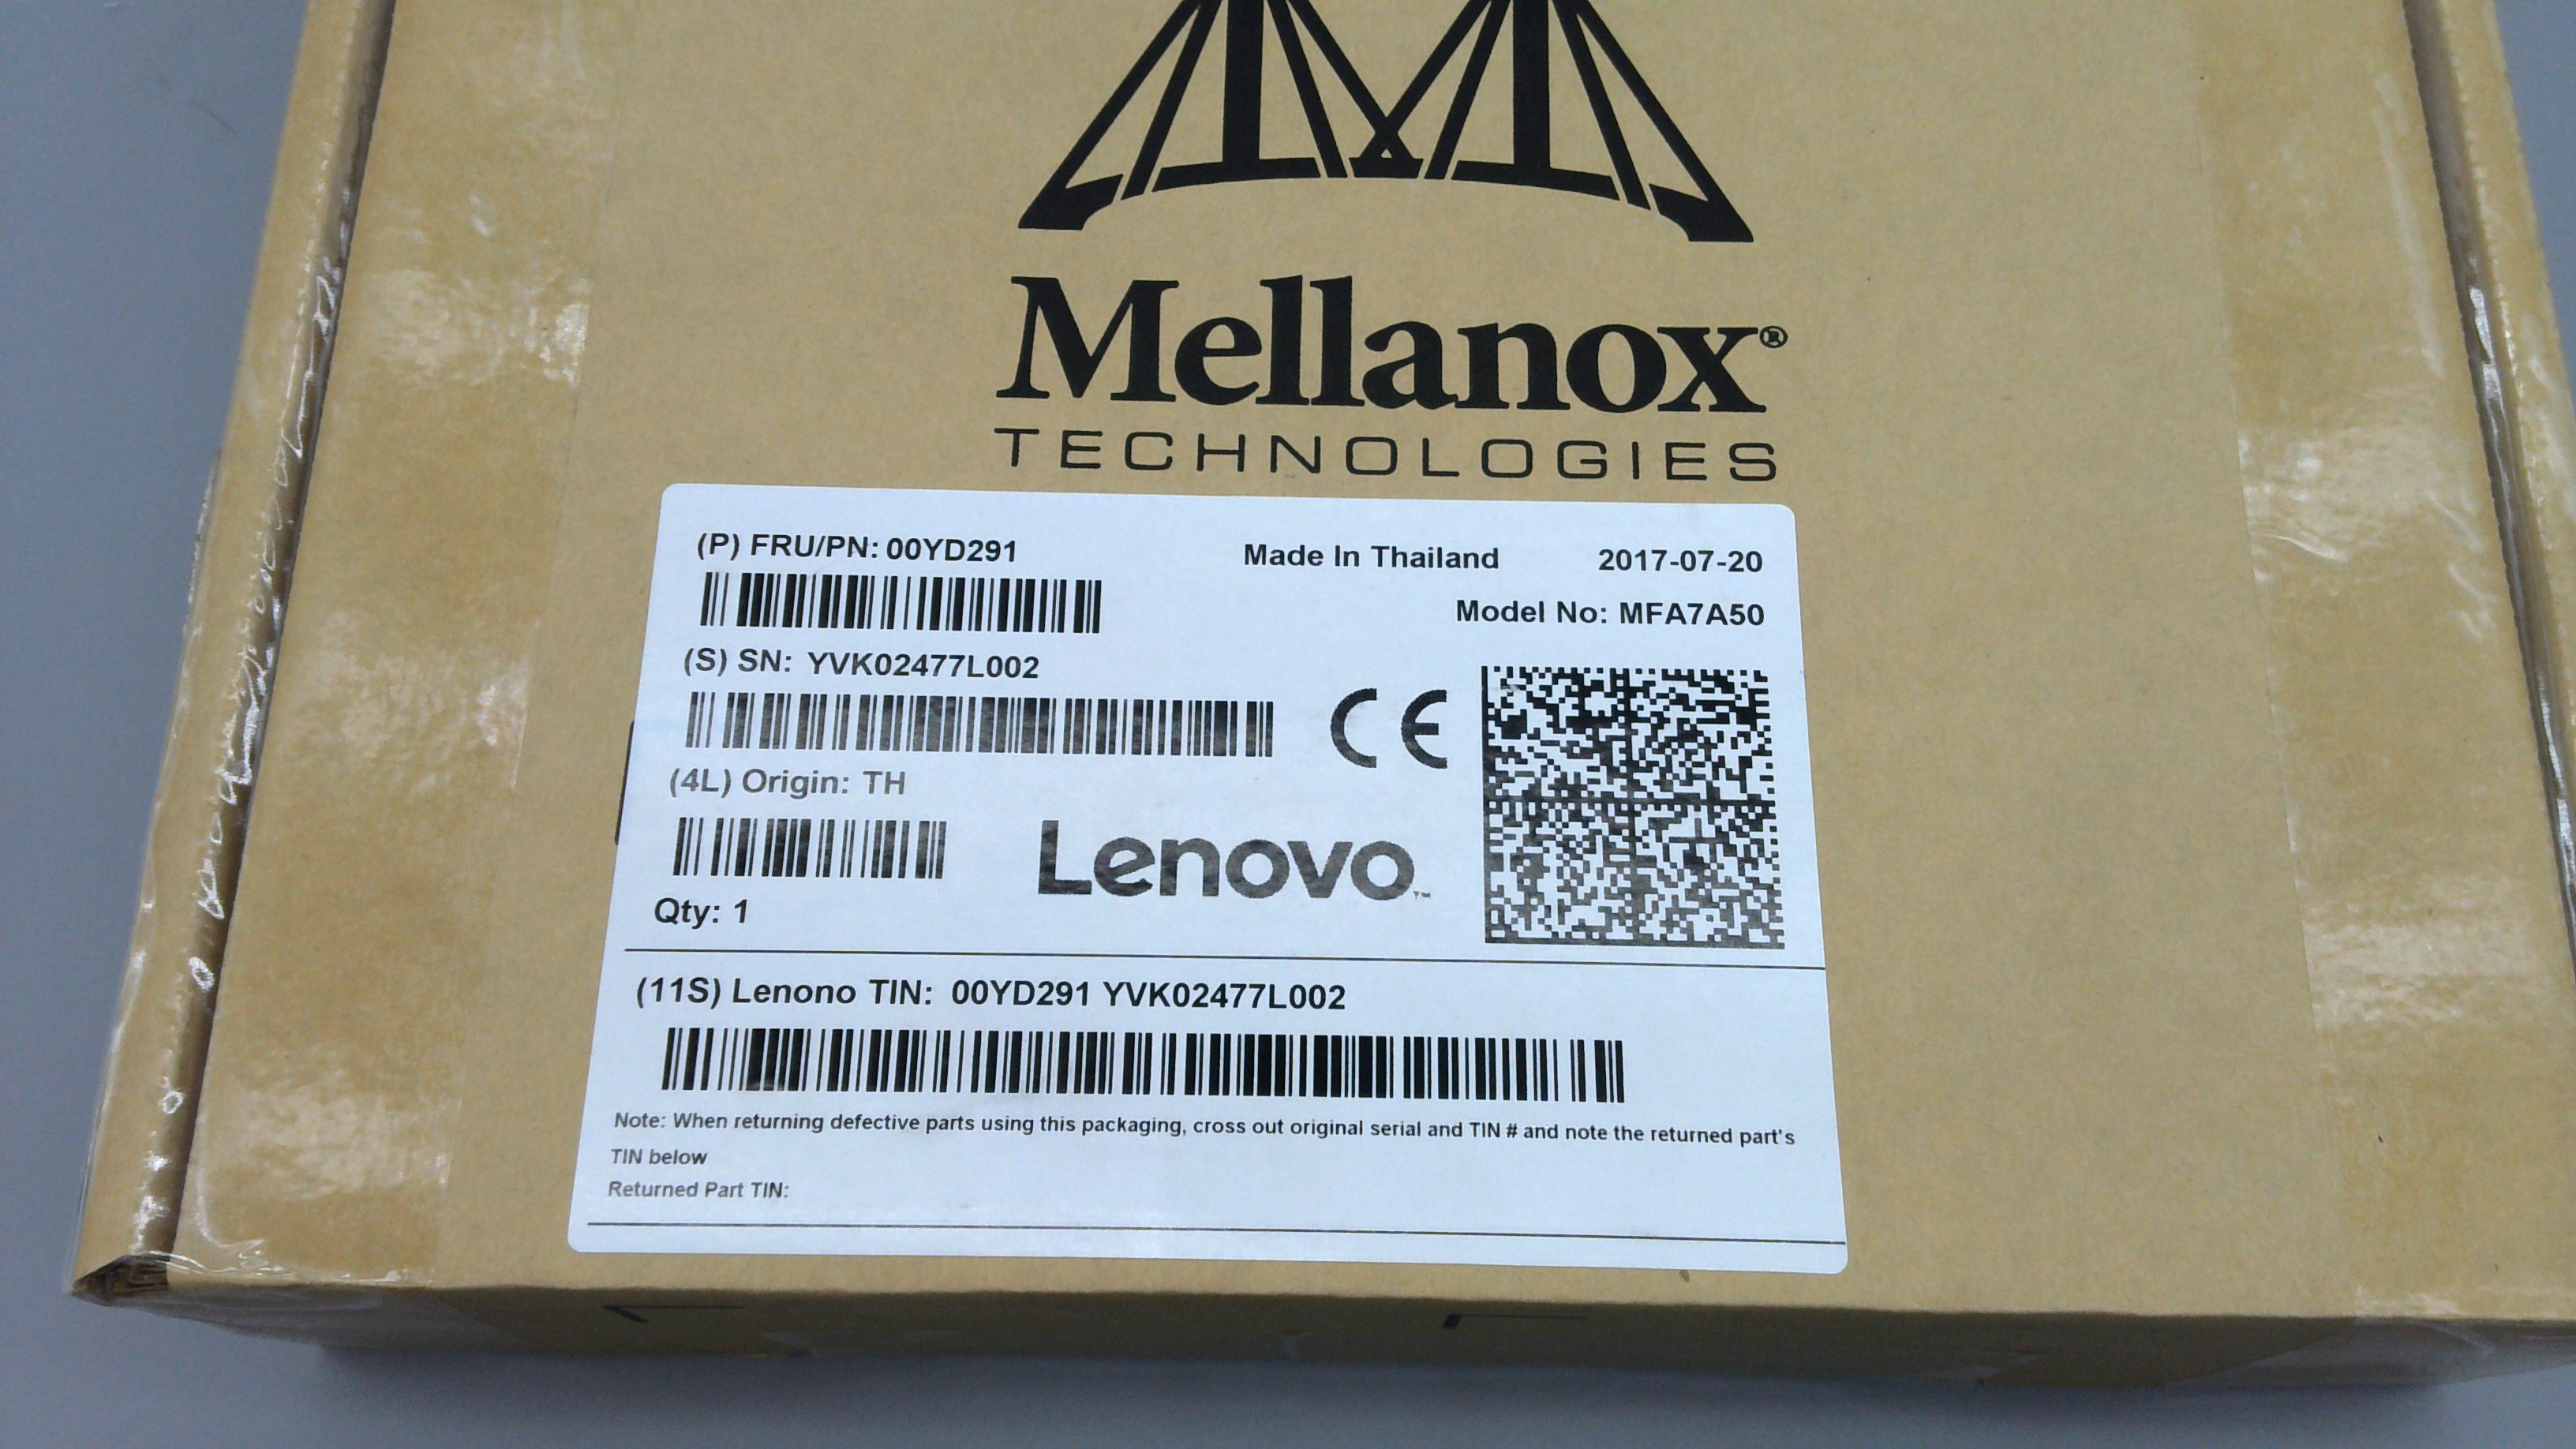 Mellanox®
TECHNOLOGIES
(P) FRU/PN: 00YD291
Made In Thailand 2017-07-20
Model No: MFA7A50
(S) SN: YVK02477L002
CE
(4L) Origin: TH
Lenovo™
Qty: 1
(11S) Lenono TIN: 00YD291 YVK02477L002
Note: When returning defective parts using this packaging, cross out original serial and TIN # and note the returned part's
TIN below
Returned Part TIN: